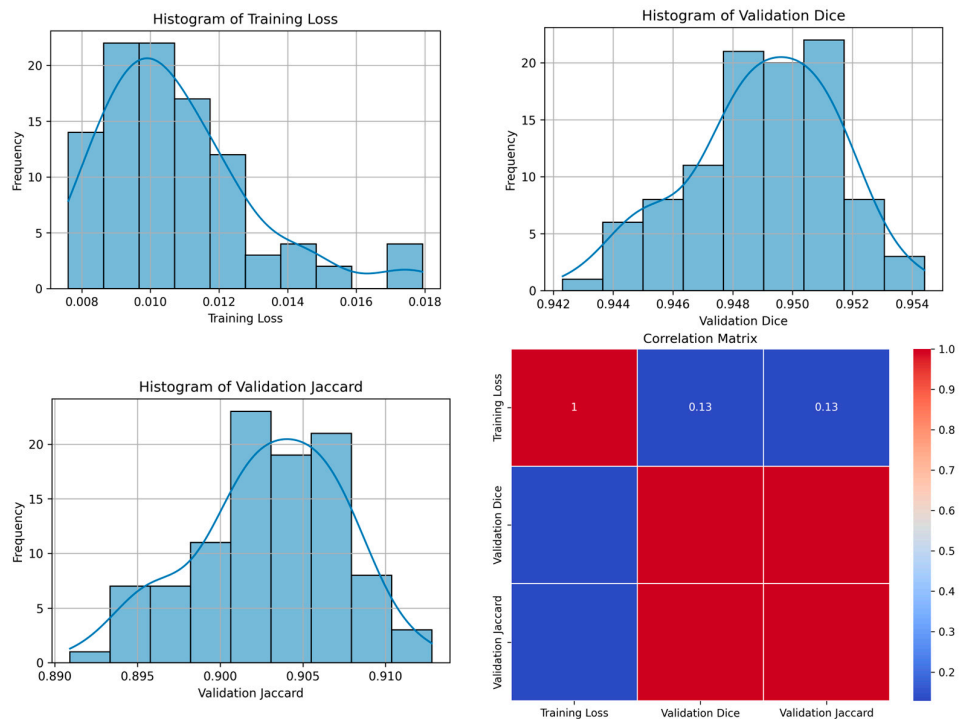 Histogram of Training Loss
Frequency
20
15
10
5
0
0.008 0.010 0.012 0.014 0.016 0.018
Training Loss
Histogram of Validation Dice
Frequency
20
15
10
5
0
0.942 0.944 0.946 0.948 0.950 0.952 0.954
Validation Dice
Histogram of Validation Jaccard
Frequency
20
15
10
5
0
0.890 0.895 0.900 0.905 0.910
Validation Jaccard
Correlation Matrix
Training Loss
Validation Dice
Validation Jaccard
1 0.13 0.13
Training Loss Validation Dice Validation Jaccard
1.0
0.9
0.8
0.7
0.6
0.5
0.4
0.3
0.2